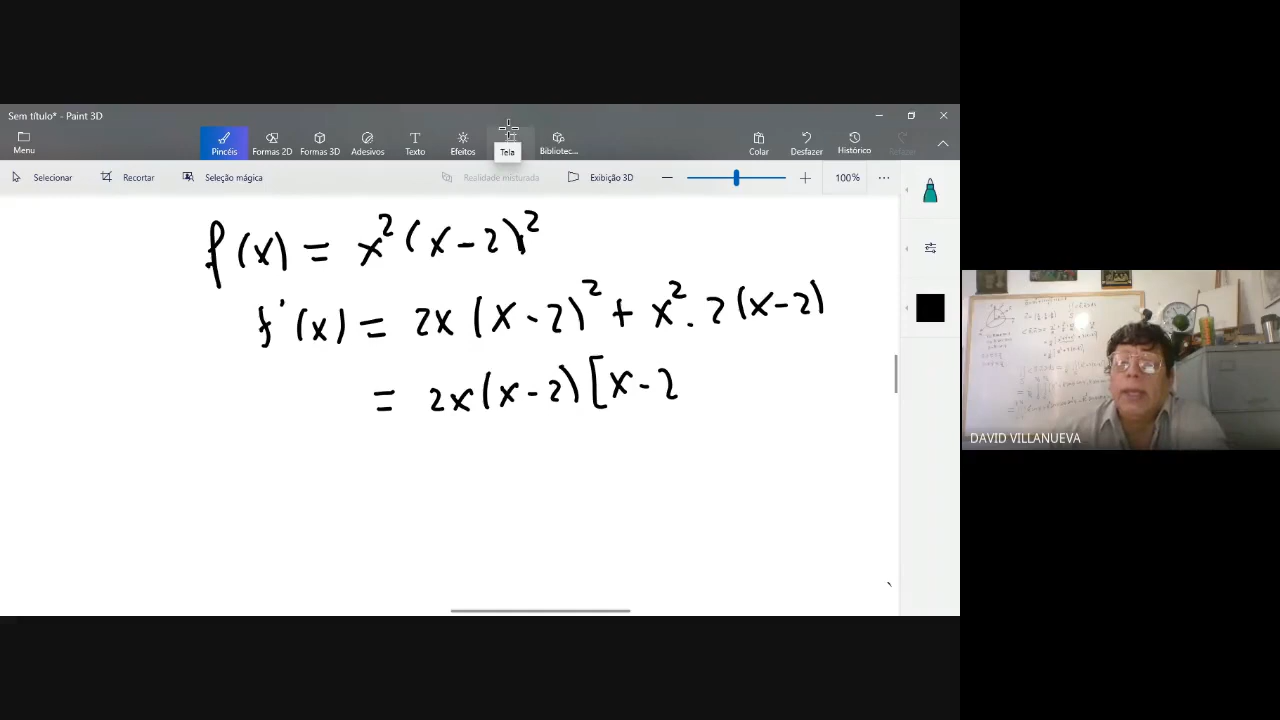 Sem título* - Paint 3D
Menu
Pincéis
Formas 2D
Formas 3D
Adesivos
Texto
Efeitos
Tela
Bibliotec...
Colar
Desfazer
Histórico
Selecionar
Recortar
Seleção mágica
Realidade misturada
Exibição 3D
100%
f(x) = x²(x-2)²
f'(x) = 2x(x-2)² + x².2(x-2)
= 2x(x-2)[x-2
DAVID VILLANUEVA